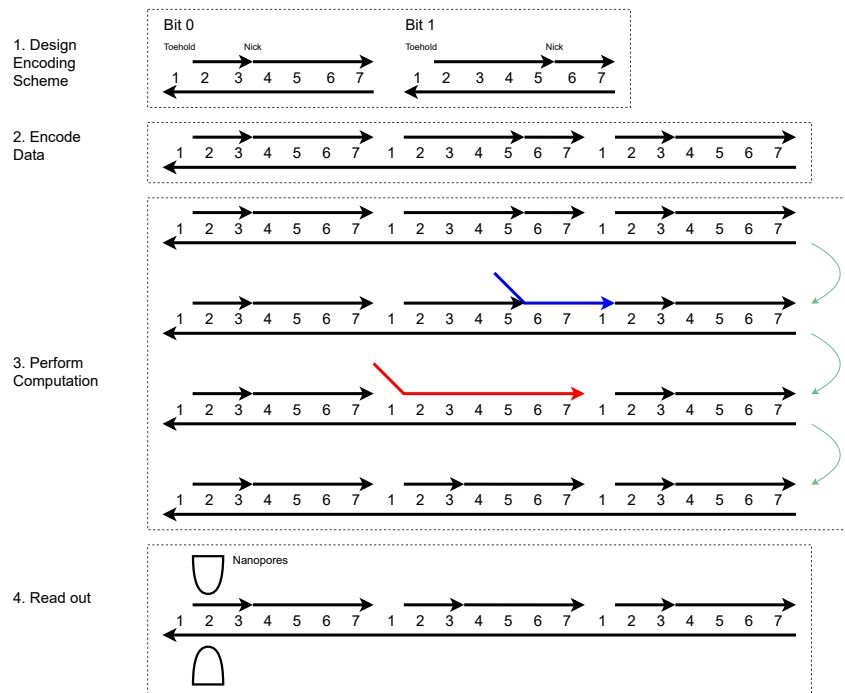 Bit 0
Bit 1
1. Design
Encoding
Scheme
Toehold Nick
Toehold Nick
1 2 3 4 5 6 7
1 2 3 4 5 6 7
2. Encode
Data
1 2 3 4 5 6 7 1 2 3 4 5 6 7 1 2 3 4 5 6 7
1 2 3 4 5 6 7 1 2 3 4 5 6 7 1 2 3 4 5 6 7
1 2 3 4 5 6 7 1 2 3 4 5 6 7 1 2 3 4 5 6 7
3. Perform
Computation
1 2 3 4 5 6 7 1 2 3 4 5 6 7 1 2 3 4 5 6 7
1 2 3 4 5 6 7 1 2 3 4 5 6 7 1 2 3 4 5 6 7
Nanopores
4. Read out
1 2 3 4 5 6 7 1 2 3 4 5 6 7 1 2 3 4 5 6 7